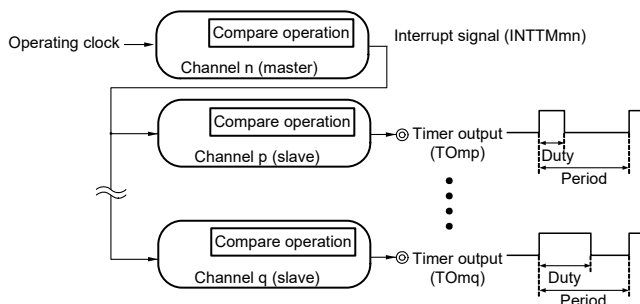 Compare operation
Operating clock
Interrupt signal (INTTMmn)
Channel n (master)
Compare operation
Channel p (slave)
Timer output
(TOmp)
Duty
Period
Compare operation
Channel q (slave)
Timer output
(TOmq)
Duty
Period